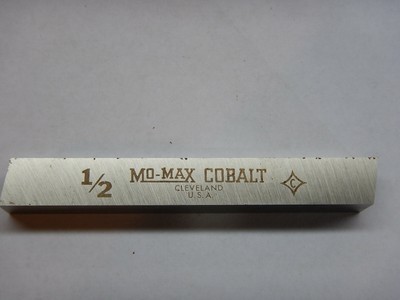 1/2 MO-MAX COBALT C
CLEVELAND
U.S.A.